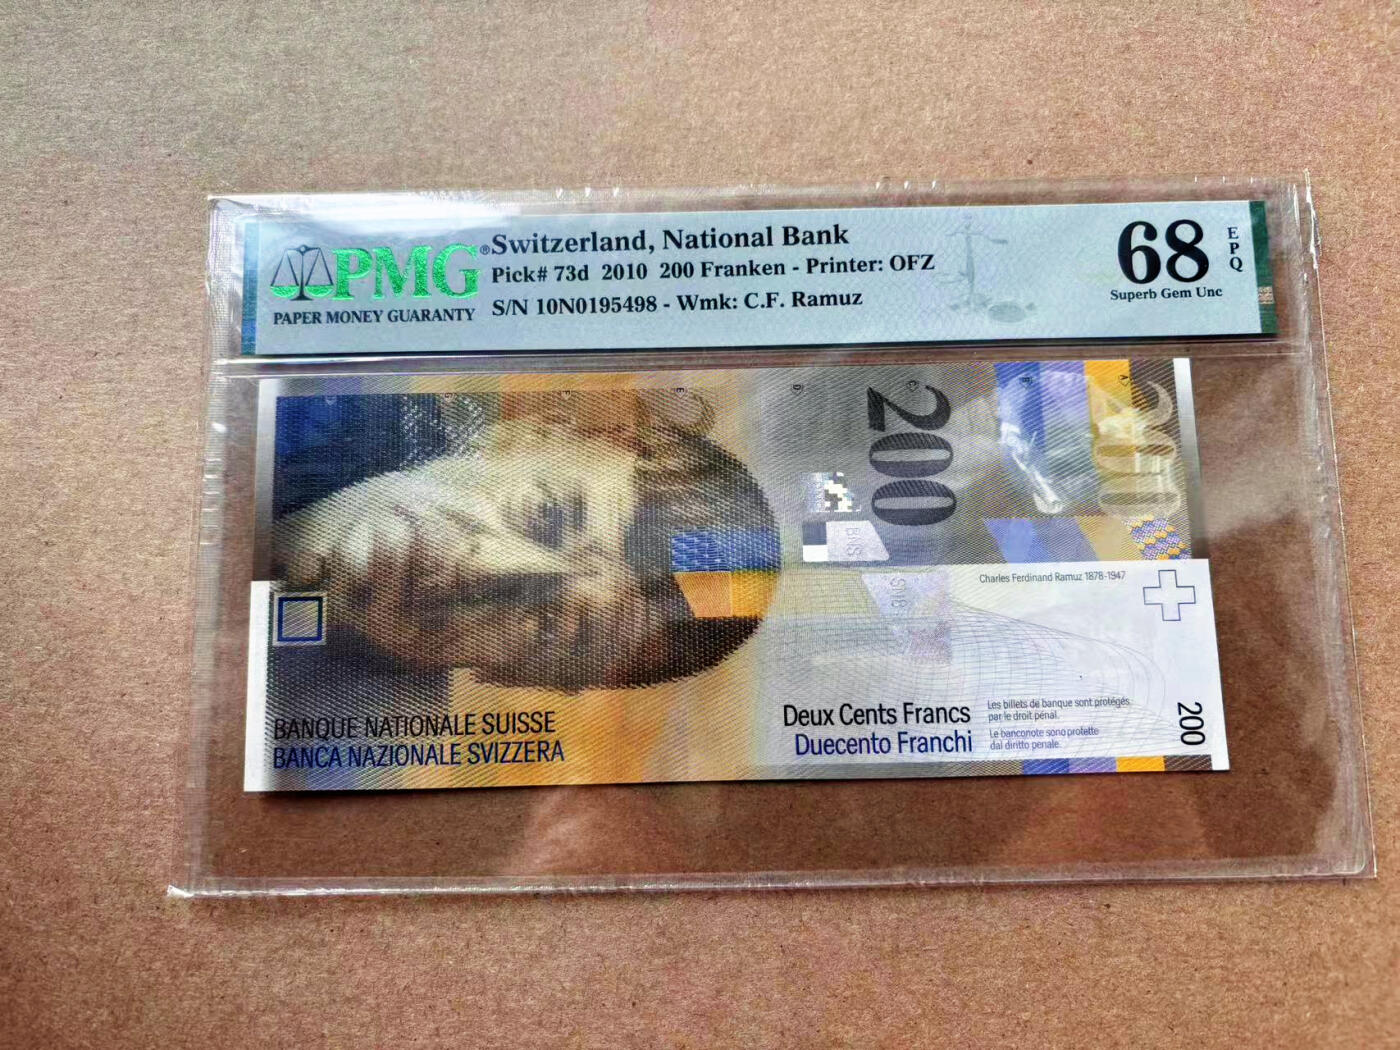 PMG®
PAPER MONEY GUARANTY
Switzerland, National Bank
Pick# 73d 2010 200 Franken - Printer: OFZ
S/N 10N0195498 - Wmk: C.F. Ramuz
68
EPQ
Superb Gem Unc
200
200
BNS
SNB
Charles Ferdinand Ramuz 1878-1947
BANQUE NATIONALE SUISSE
BANCA NAZIONALE SVIZZERA
Deux Cents Francs
Duecento Franchi
Les billets de banque sont protégés
par le droit pénal.
Le banconote sono protette
dal diritto penale.
200